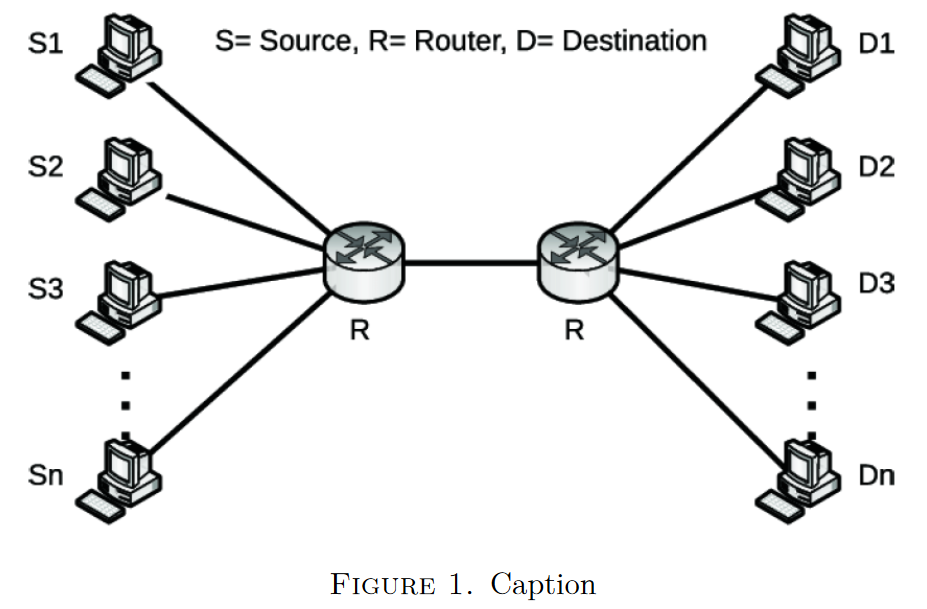 S1
S= Source, R= Router, D= Destination
D1
S2
D2
S3
D3
R
R
Sn
Dn
FIGURE 1. Caption